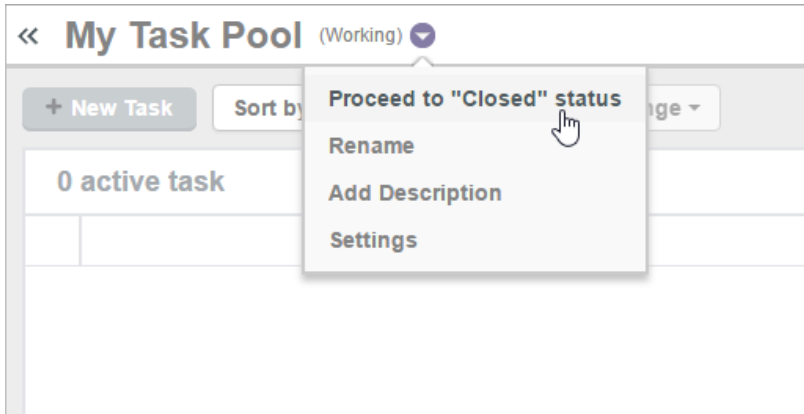 « My Task Pool (Working)
+ New Task Sort by
Proceed to "Closed" status
Rename
Add Description
Settings
0 active task